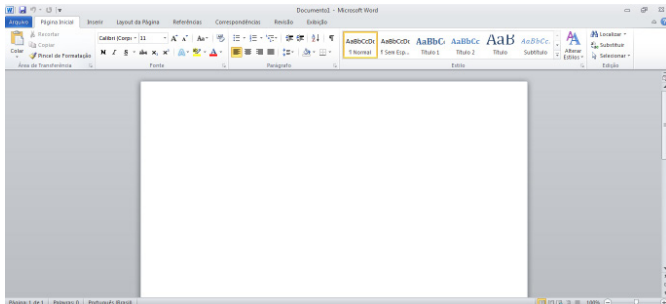 Documento1 - Microsoft Word
Arquivo Página Inicial Inserir Layout da Página Referências Correspondências Revisão Exibição
Recortar
Copiar
Pincel de Formatação
Colar
Área de Transferência
Calibri (Corpo 11
N I S abe x, x² Aa A
Fonte
Parágrafo
AaBbCcDc AaBbCcDc AaBbC AaBbCc AaB AaBbCc.
¶ Normal ¶ Sem Esp... Título 1 Título 2 Título Subtítulo
Alterar
Estilos
Estilo
Localizar
Substituir
Selecionar
Edição
Página: 1 de 1 Palavras: 0 Português (Brasil) 100%